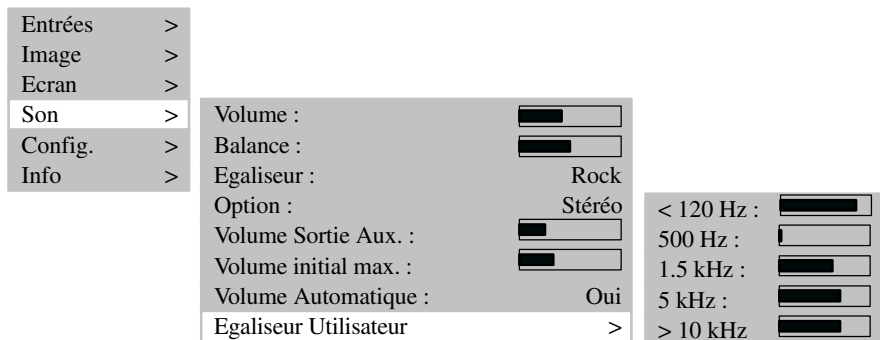 Entrées >
Image >
Ecran >
Son >
Config. >
Info >
Volume :
Balance :
Egaliseur : Rock
Option : Stéréo
Volume Sortie Aux. :
Volume initial max. :
Volume Automatique : Oui
Egaliseur Utilisateur >
< 120 Hz :
500 Hz :
1.5 kHz :
5 kHz :
> 10 kHz